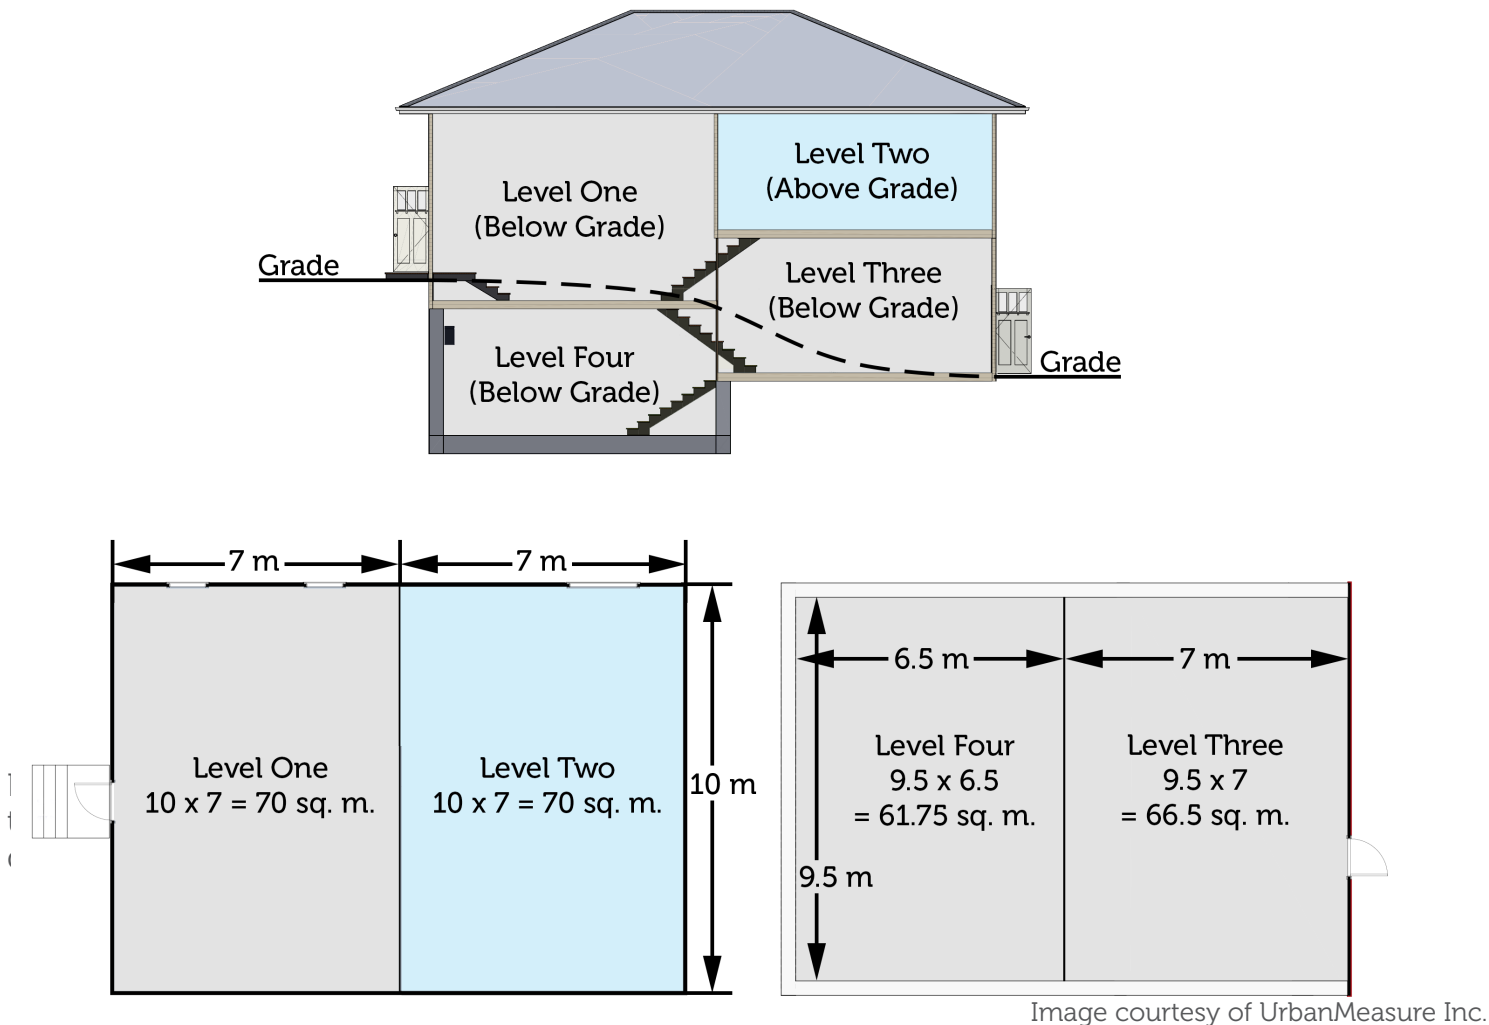 Level Two
(Above Grade)
Level One
(Below Grade)
Grade
Level Three
(Below Grade)
Level Four
(Below Grade)
Grade
7 m
7 m
6.5 m
7 m
Level One
10 x 7 = 70 sq. m.
Level Two
10 x 7 = 70 sq. m.
10 m
Level Four
9.5 x 6.5
= 61.75 sq. m.
Level Three
9.5 x 7
= 66.5 sq. m.
9.5 m
Image courtesy of UrbanMeasure Inc.